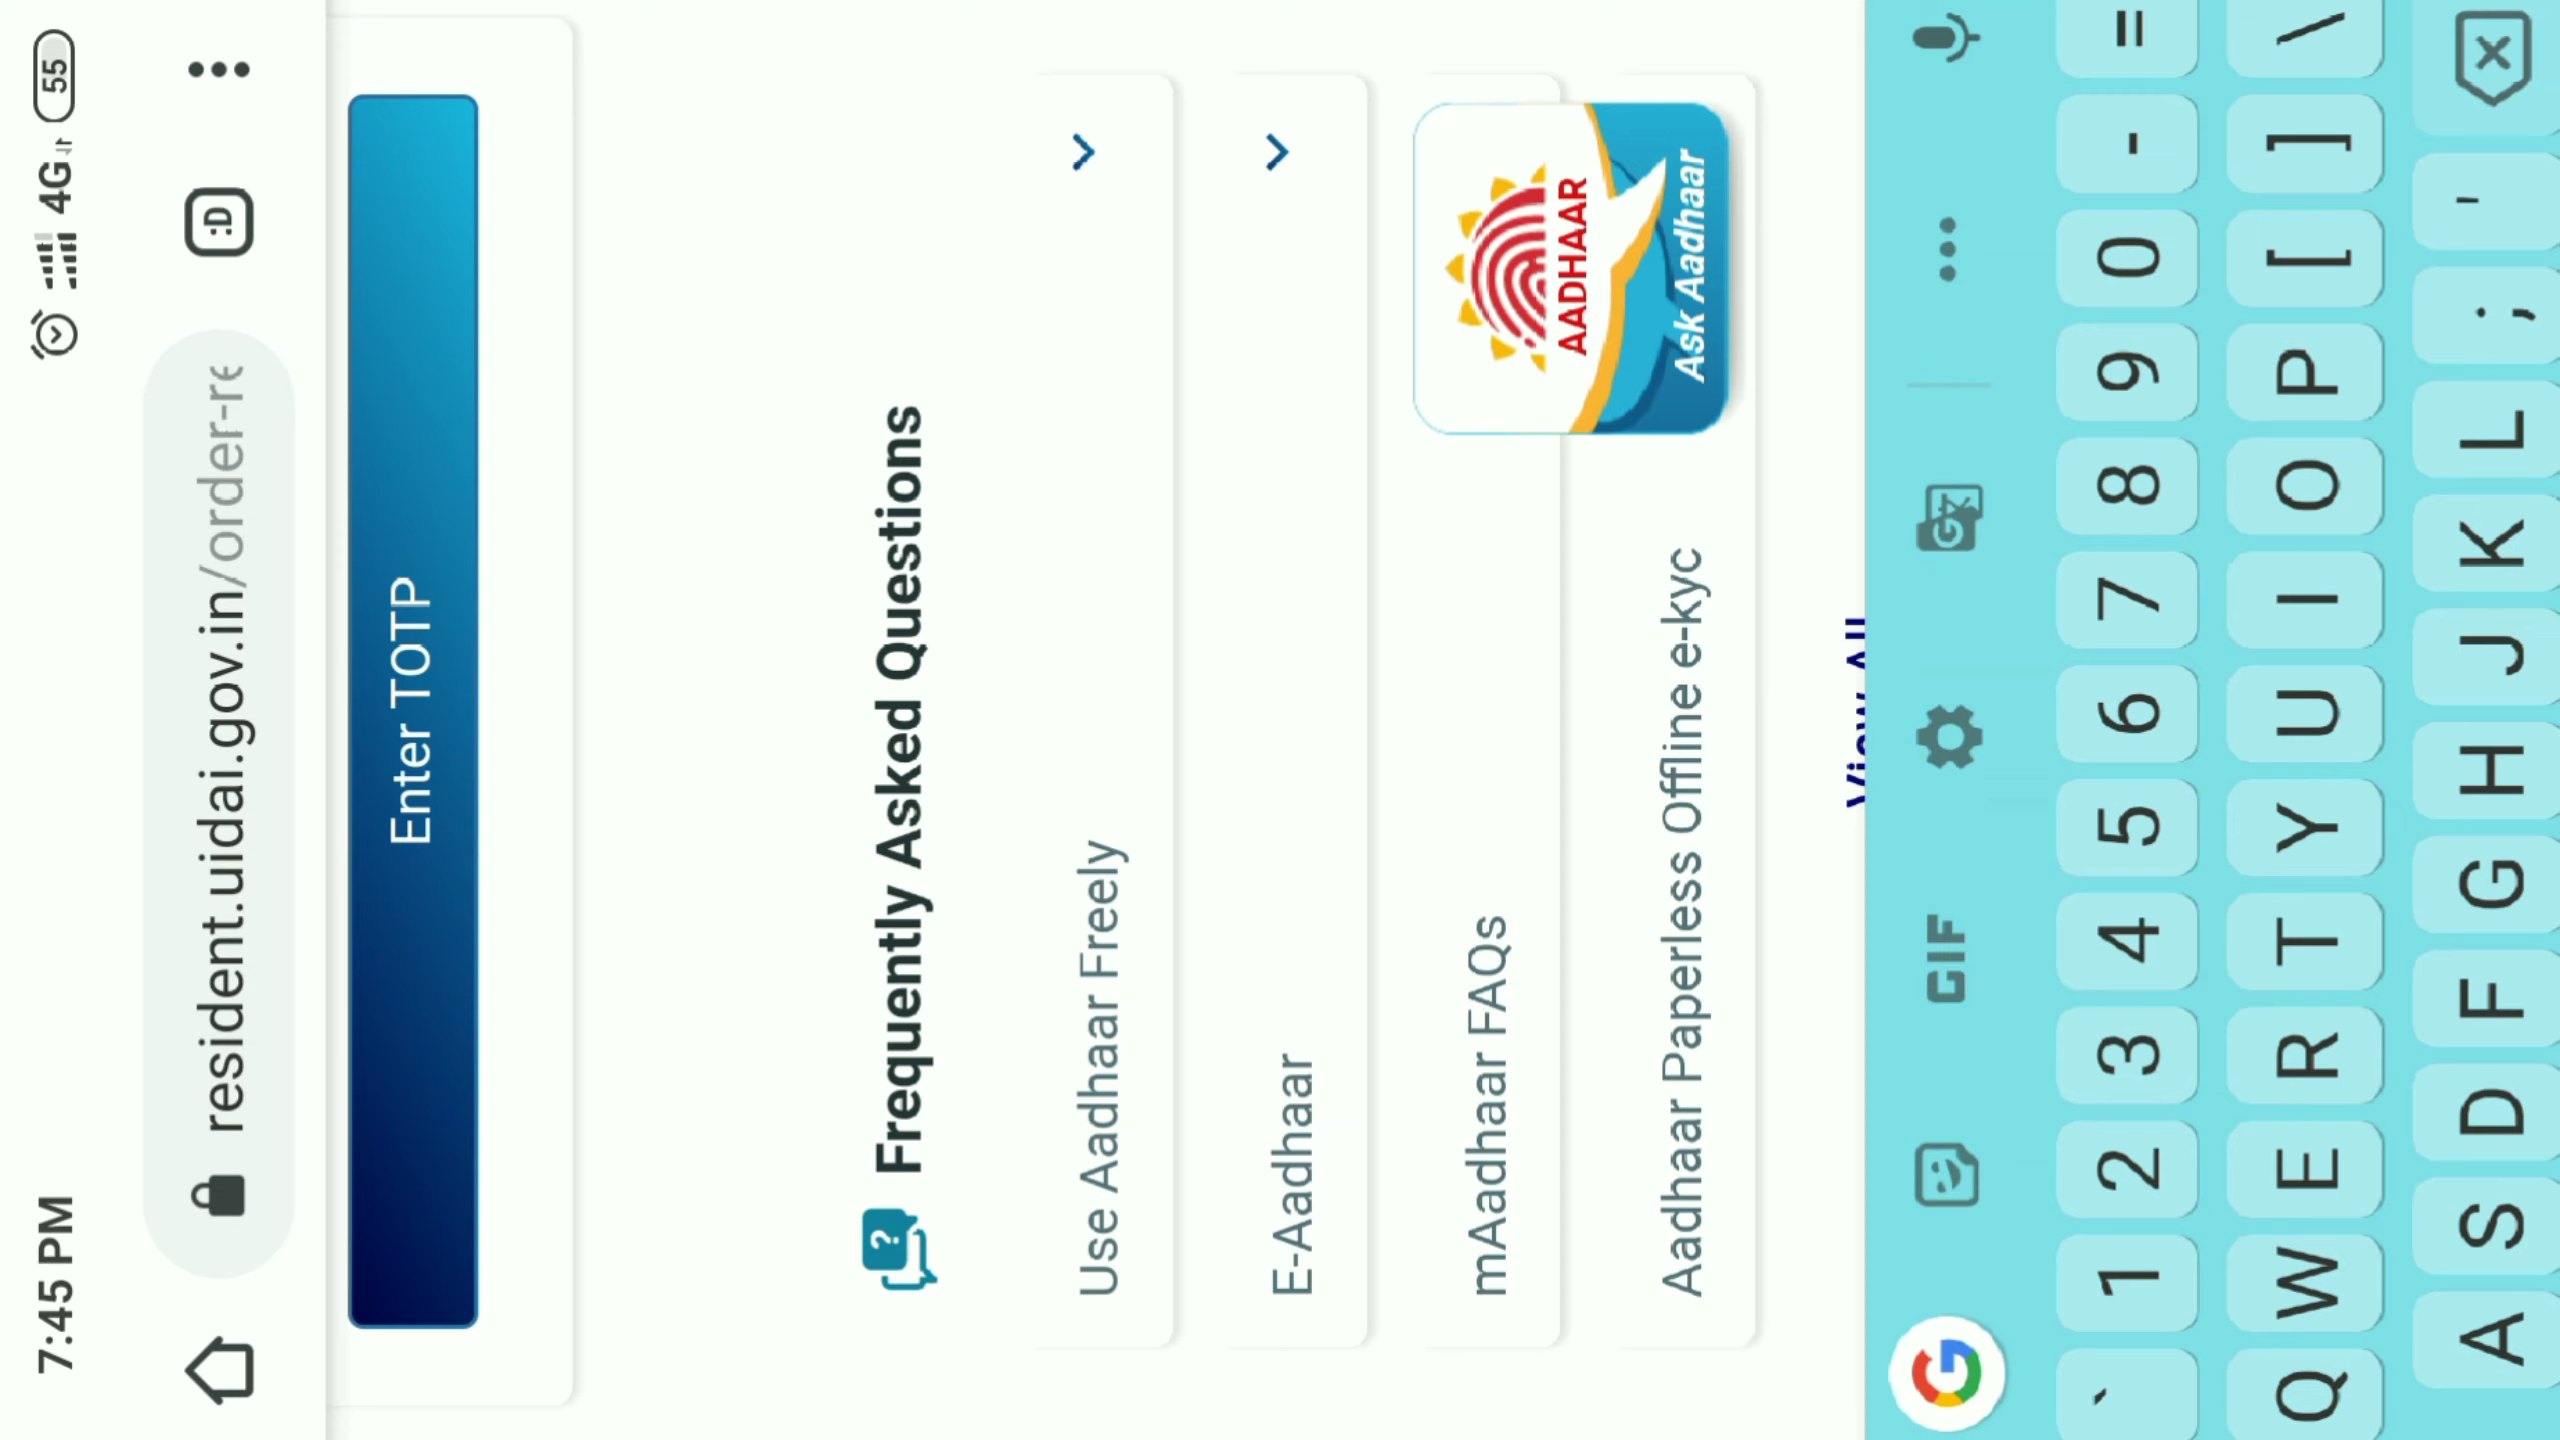 7:45 PM
4G
55
resident.uidai.gov.in/order-re
:D
Enter TOTP
Frequently Asked Questions
Use Aadhaar Freely
E-Aadhaar
mAadhaar FAQs
Aadhaar Paperless Offline e-kyc
AADHAAR
Ask Aadhaar
View All
GIF
` 1 2 3 4 5 6 7 8 9 0 - =
Q W E R T Y U I O P [ ] \
A S D F G H J K L ; '